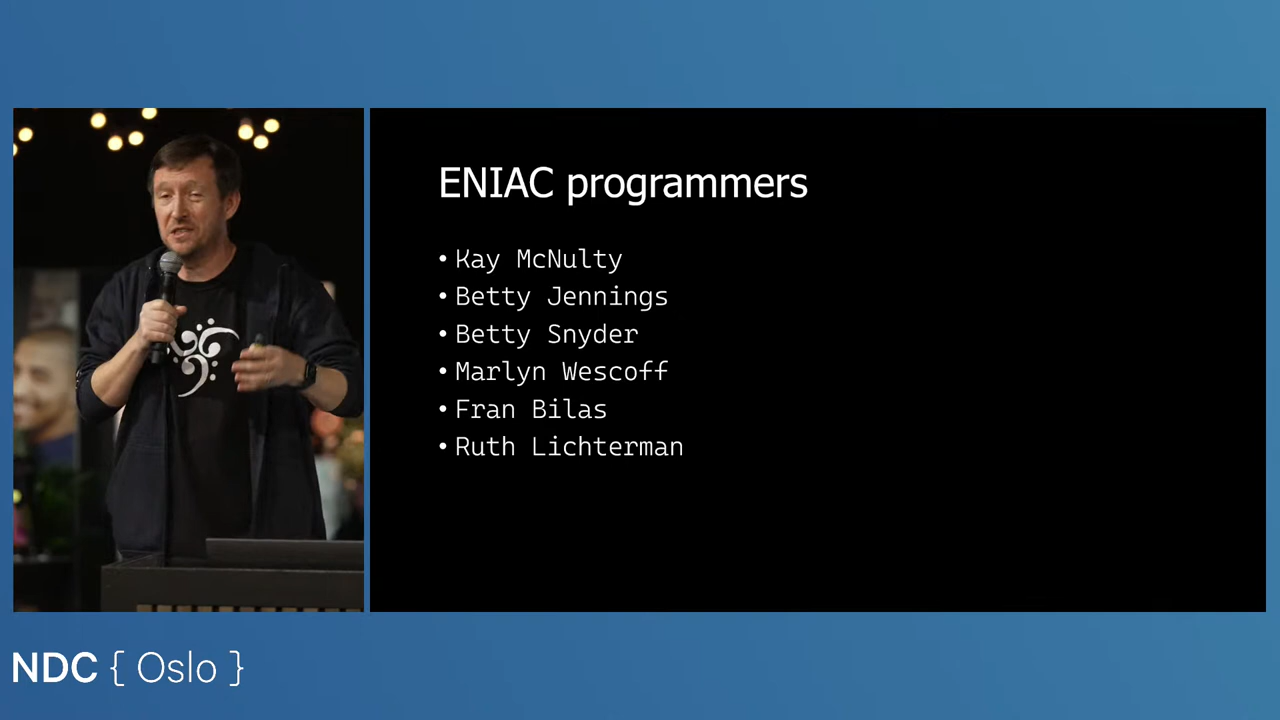 ENIAC programmers
• Kay McNulty
• Betty Jennings
• Betty Snyder
• Marlyn Wescoff
• Fran Bilas
• Ruth Lichterman
NDC { Oslo }